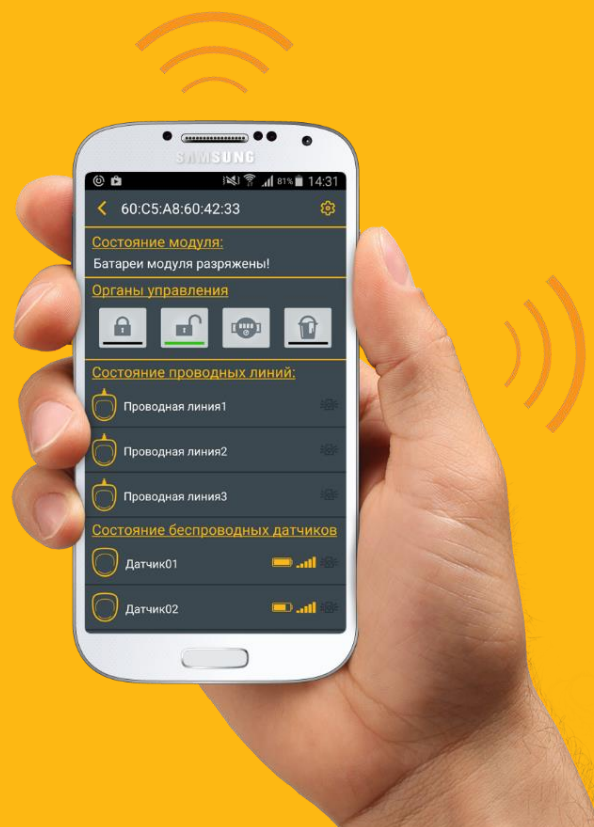 SAMSUNG
81% 14:31
60:C5:A8:60:42:33
Состояние модуля:
Батареи модуля разряжены!
Органы управления
Состояние проводных линий:
Проводная линия1
Проводная линия2
Проводная линия3
Состояние беспроводных датчиков
Датчик01
Датчик02